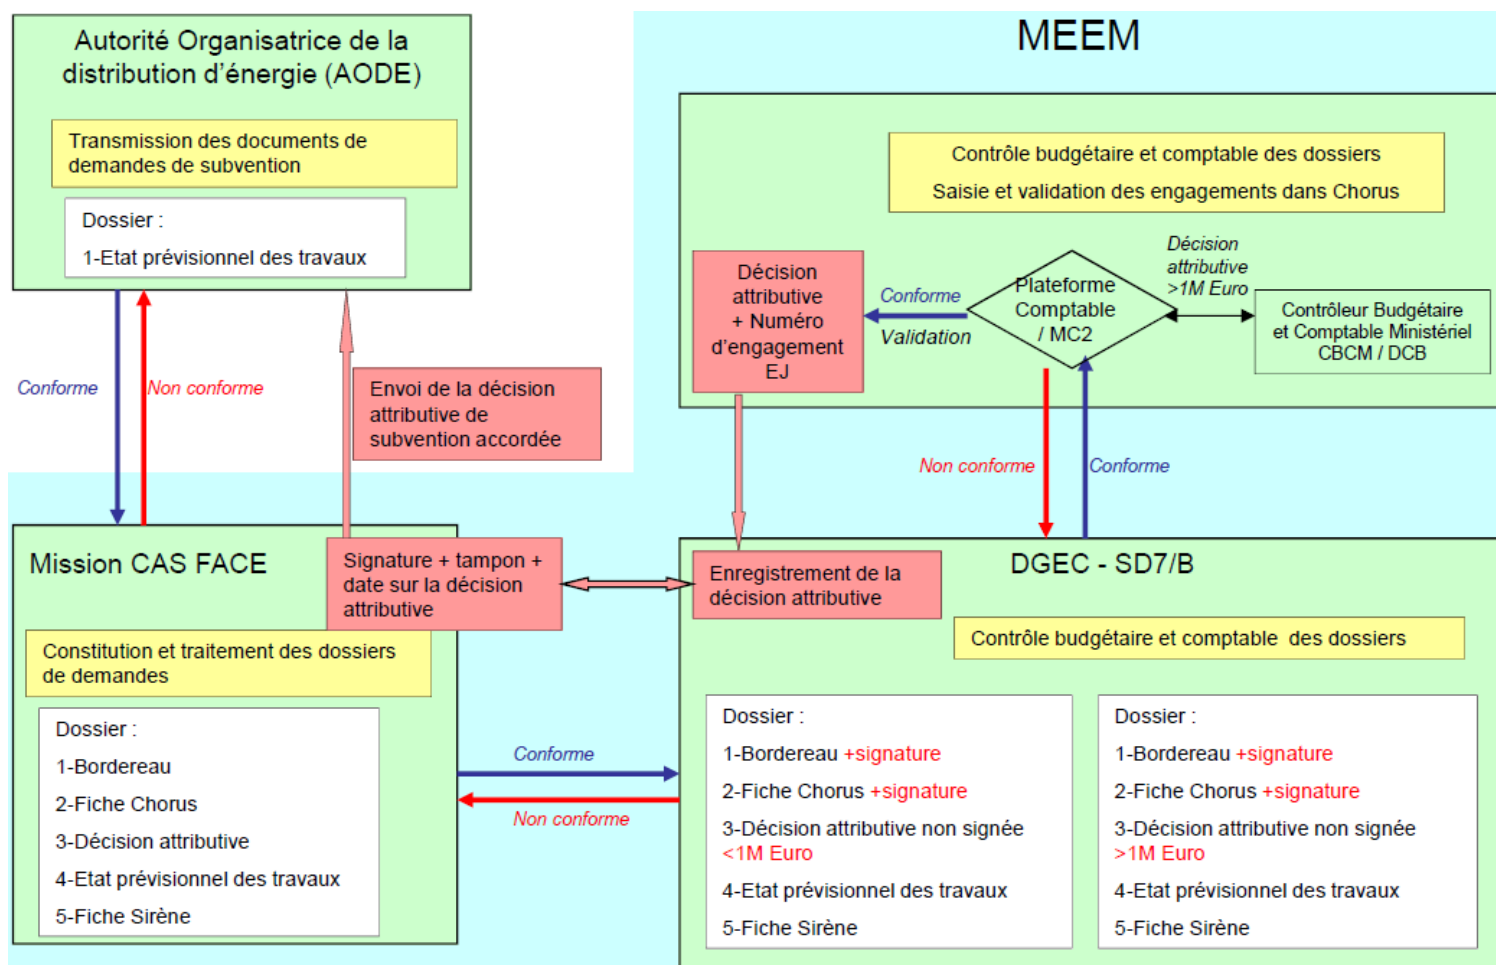 Autorité Organisatrice de la
distribution d'énergie (AODE)
Transmission des documents de
demandes de subvention
Dossier :
1-Etat prévisionnel des travaux
MEEM
Contrôle budgétaire et comptable des dossiers
Saisie et validation des engagements dans Chorus
Décision
attributive
+ Numéro
d'engagement
EJ
Conforme
Validation
Plateforme
Comptable
/ MC2
Décision
attributive
>1M Euro
Contrôleur Budgétaire
et Comptable Ministériel
CBCM / DCB
Conforme
Non conforme
Envoi de la décision
attributive de
subvention accordée
Non conforme
Conforme
Mission CAS FACE
Signature + tampon +
date sur la décision
attributive
Constitution et traitement des dossiers
de demandes
Dossier :
1-Bordereau
2-Fiche Chorus
3-Décision attributive
4-Etat prévisionnel des travaux
5-Fiche Sirène
Conforme
Non conforme
Enregistrement de la
décision attributive
DGEC - SD7/B
Contrôle budgétaire et comptable des dossiers
Dossier :
1-Bordereau +signature
2-Fiche Chorus +signature
3-Décision attributive non signée
<1M Euro
4-Etat prévisionnel des travaux
5-Fiche Sirène
Dossier :
1-Bordereau +signature
2-Fiche Chorus +signature
3-Décision attributive non signée
>1M Euro
4-Etat prévisionnel des travaux
5-Fiche Sirène